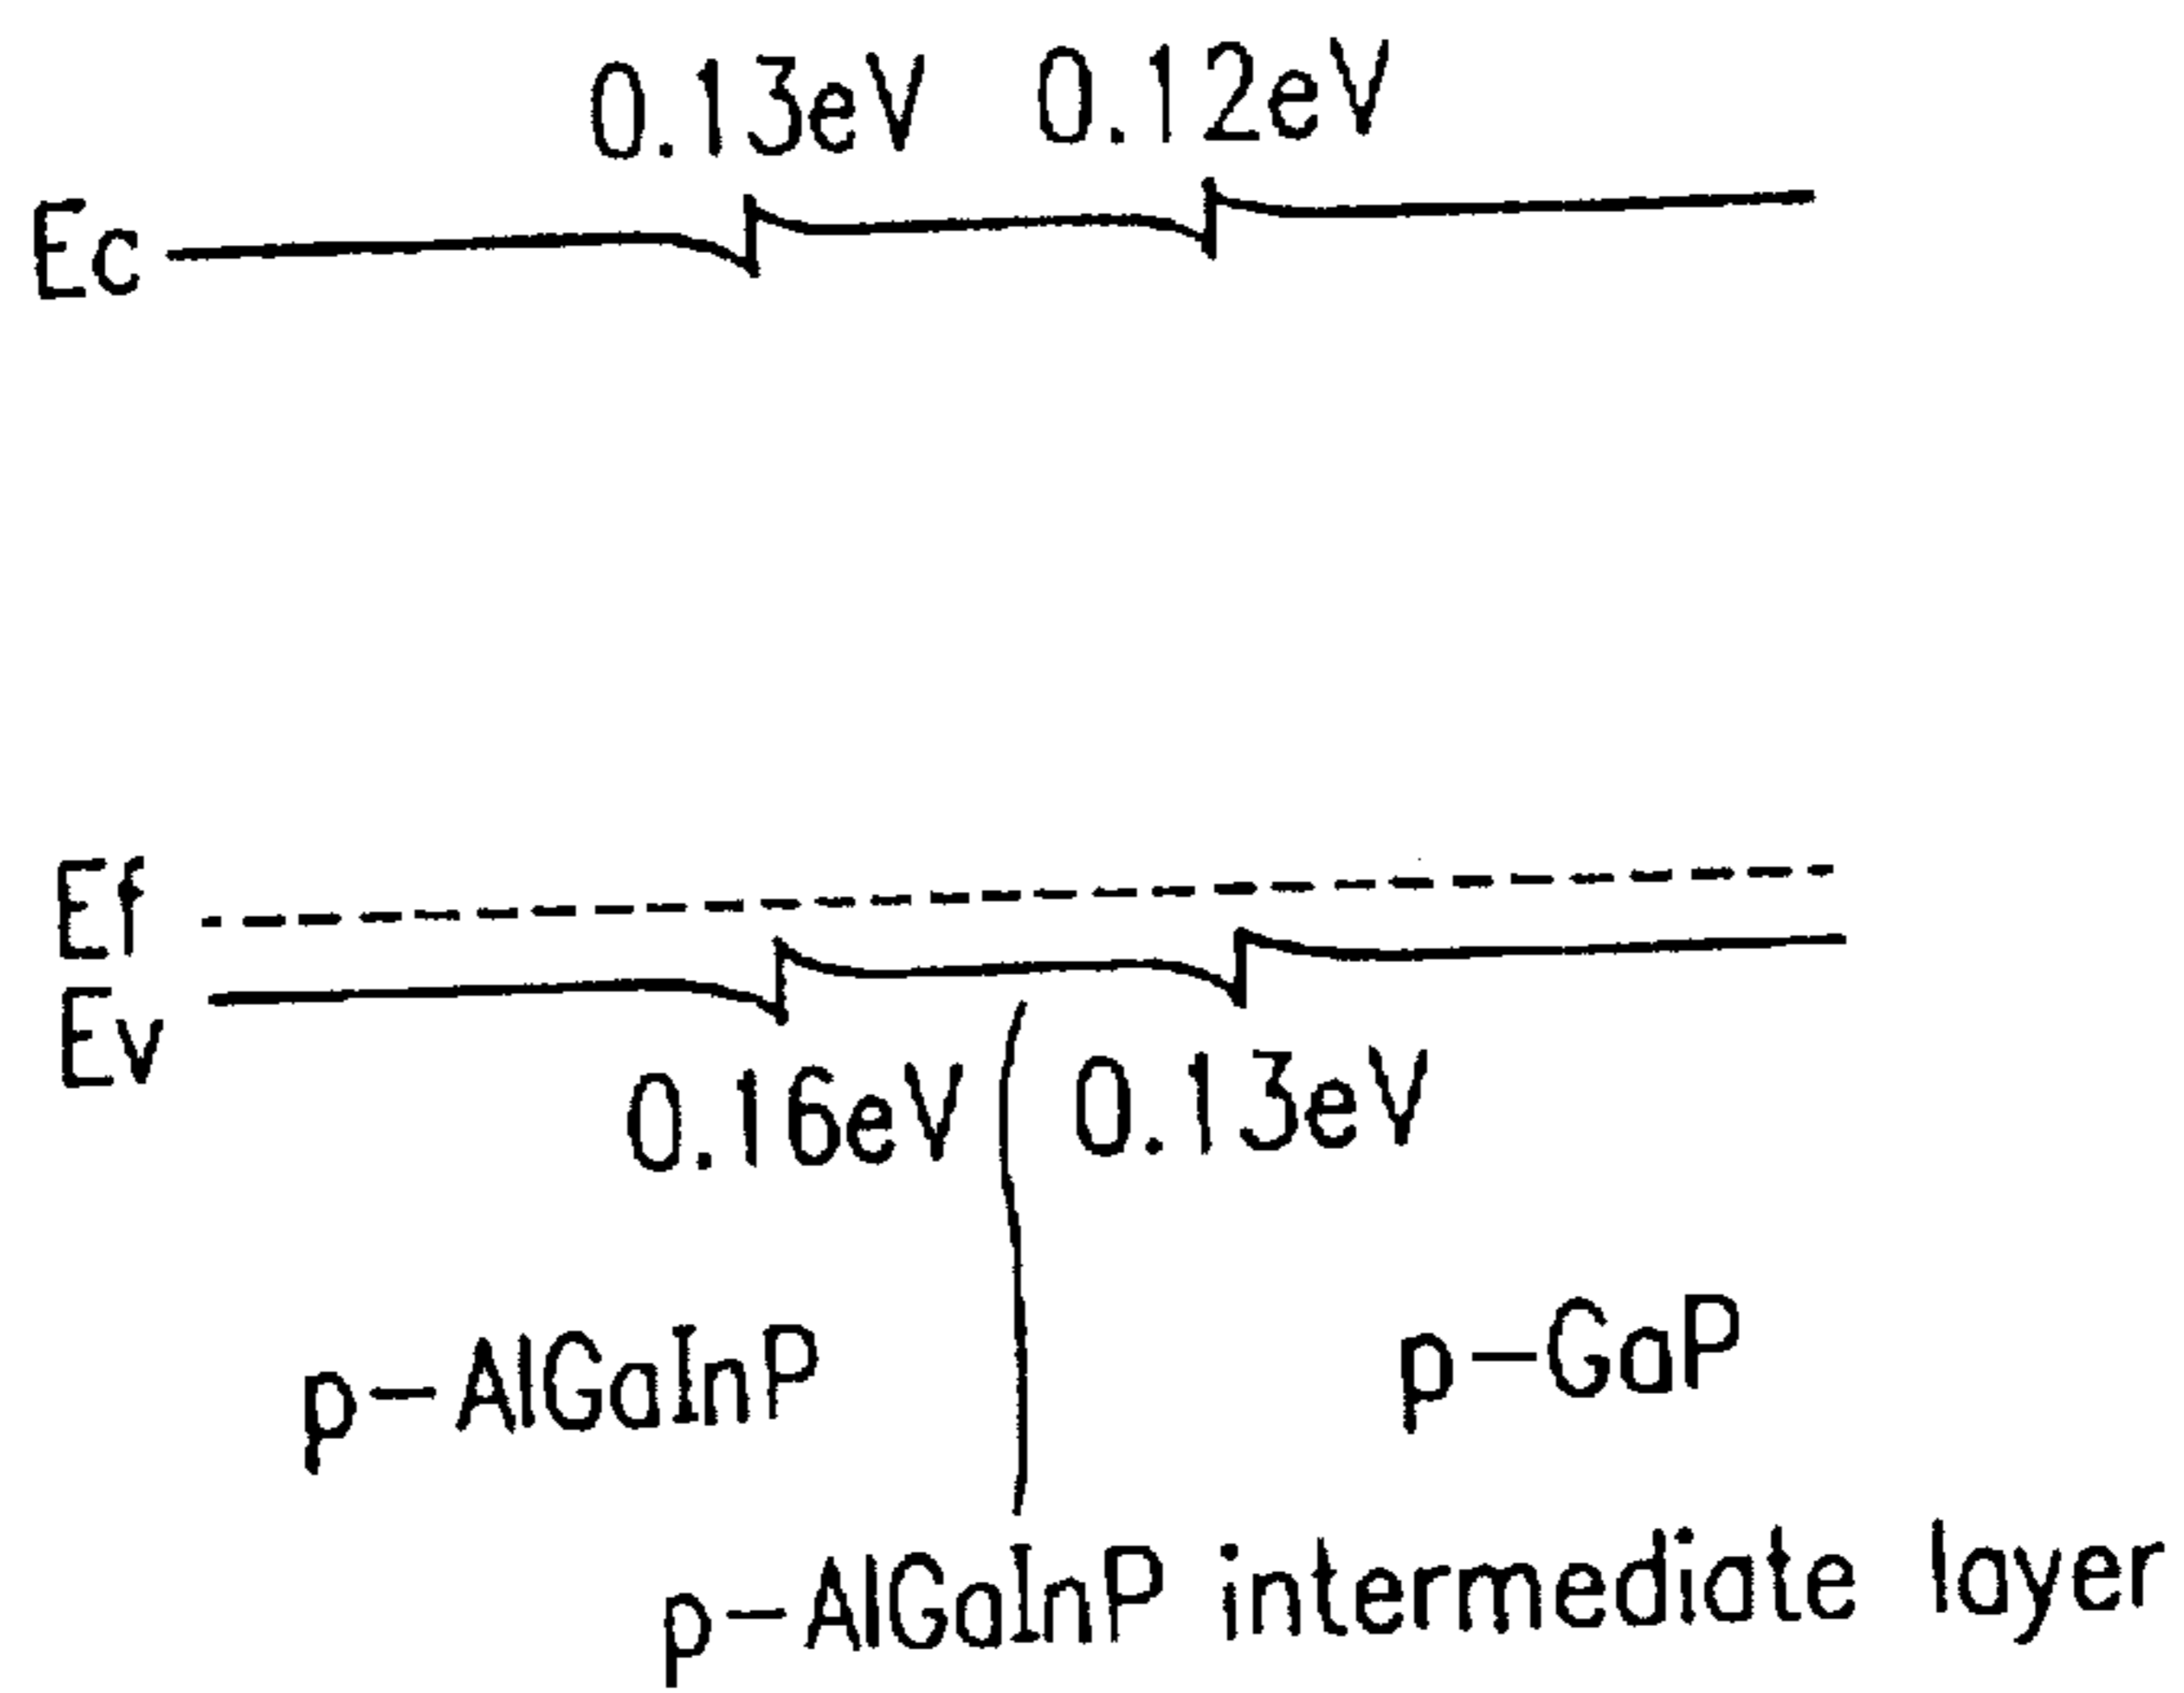 0.13eV 0.12eV
Ec
Ef
Ev
0.16eV 0.13eV
p-AlGaInP p-GaP
p-AlGaInP intermediate layer